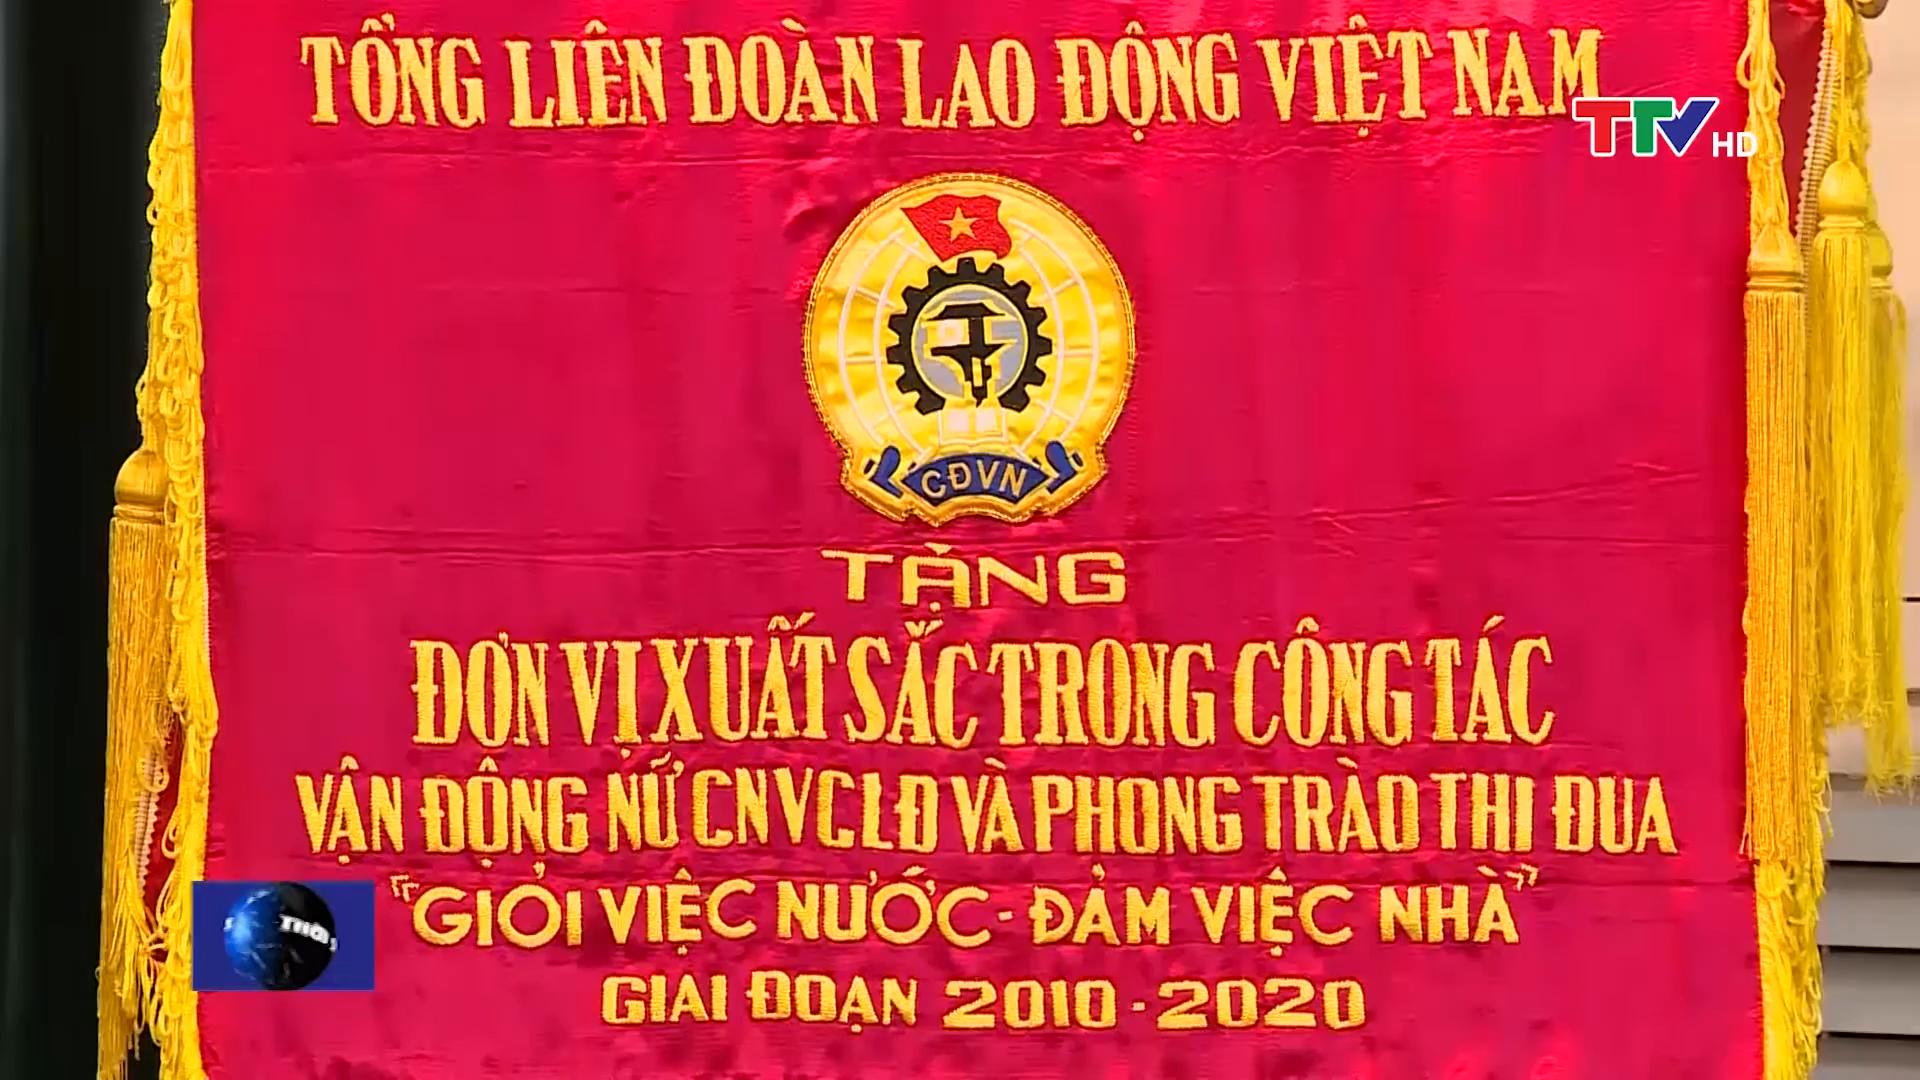 TỔNG LIÊN ĐOÀN LAO ĐỘNG VIỆT NAM
TTV HD
CĐVN
TẶNG
ĐƠN VỊ XUẤT SẮC TRONG CÔNG TÁC
VẬN ĐỘNG NỮ CNVCLĐ VÀ PHONG TRÀO THI ĐUA
"GIỎI VIỆC NƯỚC - ĐẢM VIỆC NHÀ"
GIAI ĐOẠN 2010 - 2020